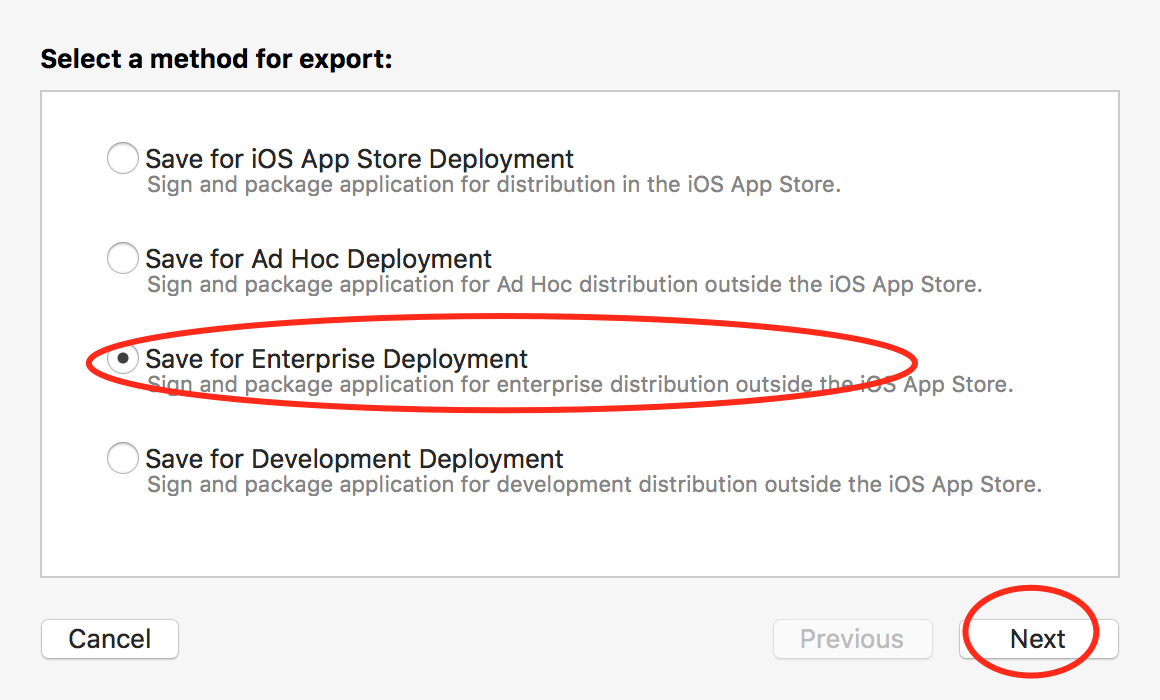 Select a method for export:
Save for iOS App Store Deployment
Sign and package application for distribution in the iOS App Store.
Save for Ad Hoc Deployment
Sign and package application for Ad Hoc distribution outside the iOS App Store.
Save for Enterprise Deployment
Sign and package application for enterprise distribution outside the iOS App Store.
Save for Development Deployment
Sign and package application for development distribution outside the iOS App Store.
Cancel Previous Next